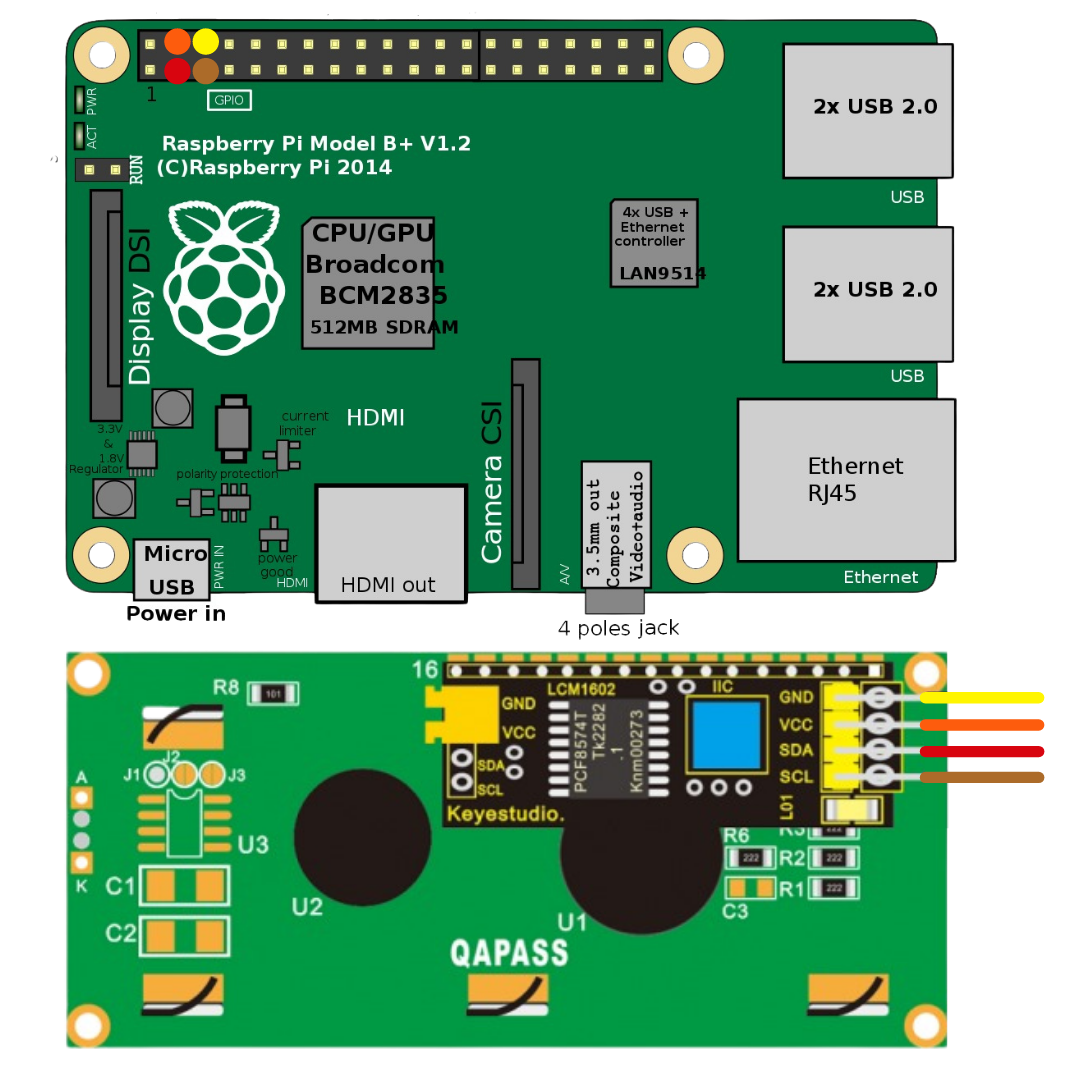 1
GPIO
PWR
ACT
RUN
Raspberry Pi Model B+ V1.2
(C)Raspberry Pi 2014
2x USB 2.0
USB
Display DSI
CPU/GPU
Broadcom
BCM2835
512MB SDRAM
4x USB +
Ethernet
controller
LAN9514
2x USB 2.0
USB
3.3V
&
1.8V
Regulator
current
limiter
polarity protection
HDMI
Camera CSI
3.5mm out
Composite
Video+audio
Ethernet
RJ45
Micro
USB
Power in
PWR IN
power
good
HDMI
HDMI out
A/V
Ethernet
4 poles jack
16
R8
101
LCM1602
IIC
GND
VCC
SDA
SCL
PCF8574T
Tk2282
.1
Knm00273
GND
VCC
SDA
SCL
J1
J2
J3
A
K
Keyestudio.
L01
U3
U2
U1
C1
C2
R6
R3
222
222
R2
222
C3
R1
222
QAPASS